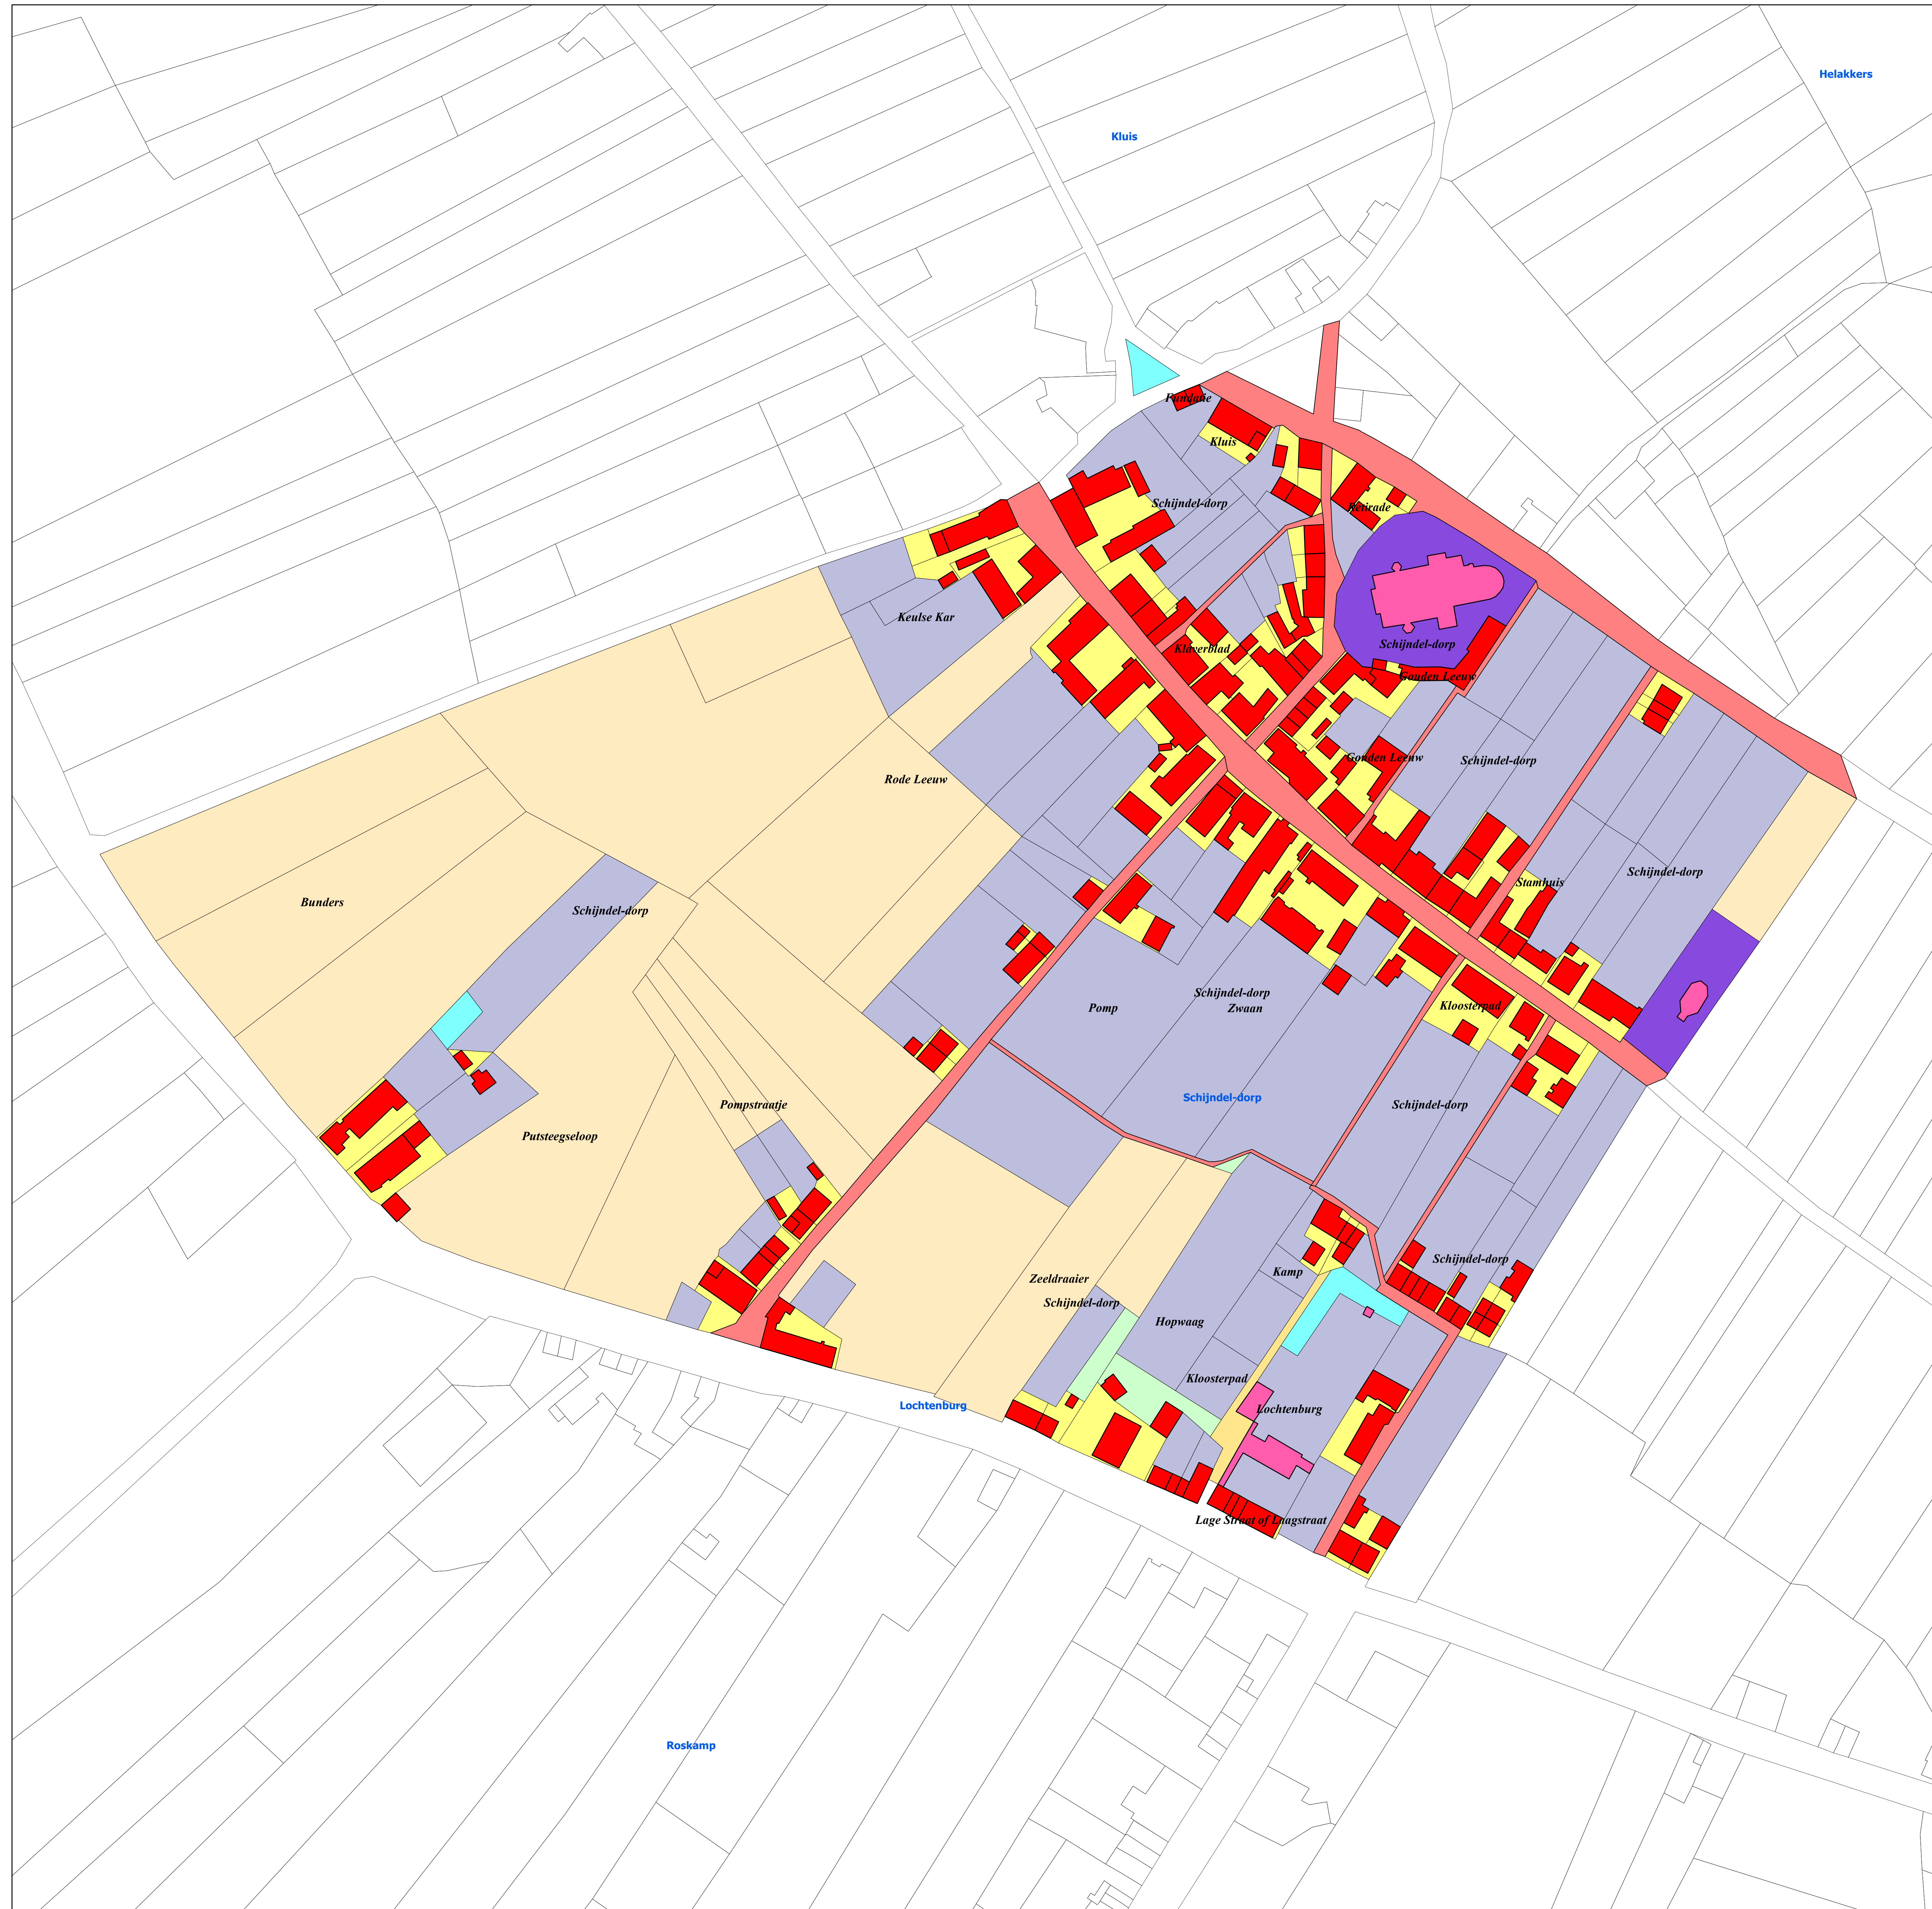 Helakkers
Kluis
Fundatie
Kluis
Schijndel-dorp
Retirade
Keulse Kar
Klaverblad
Schijndel-dorp
Gouden Leeuw
Gouden Leeuw
Schijndel-dorp
Rode Leeuw
Schijndel-dorp
Stamhuis
Bunders
Schijndel-dorp
Schijndel-dorp
Zwaan
Pomp
Kloosterpad
Schijndel-dorp
Pompstraatje
Schijndel-dorp
Putsteegseloop
Schijndel-dorp
Kamp
Zeeldraaier
Schijndel-dorp
Hopwaag
Kloosterpad
Lochtenburg
Lochtenburg
Lage Straat of Laagstraat
Roskamp